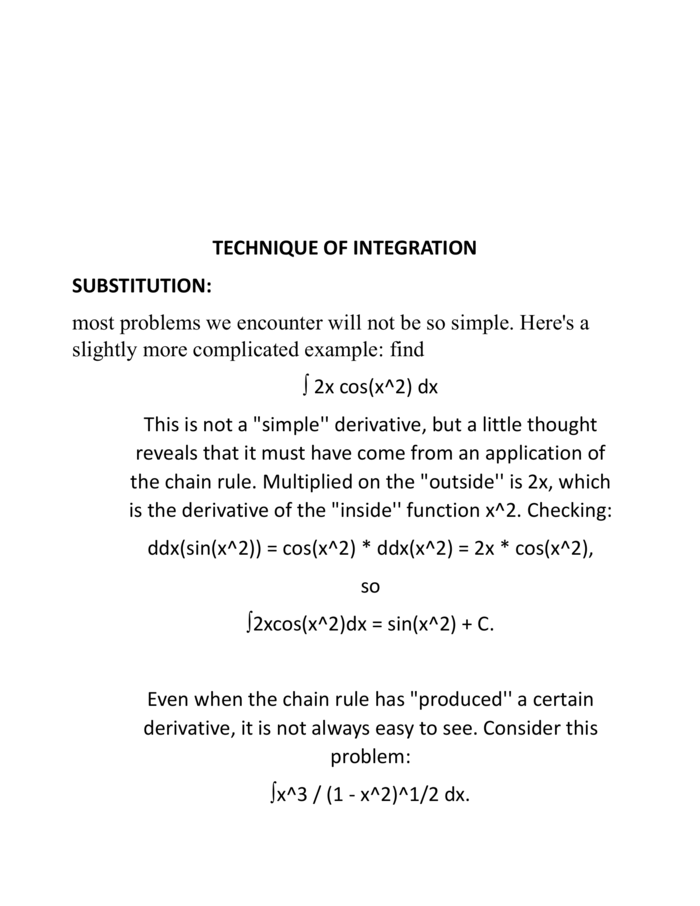 TECHNIQUE OF INTEGRATION
SUBSTITUTION:
most problems we encounter will not be so simple. Here's a
slightly more complicated example: find
∫ 2x cos(x^2) dx
This is not a "simple'' derivative, but a little thought
reveals that it must have come from an application of
the chain rule. Multiplied on the "outside'' is 2x, which
is the derivative of the "inside'' function x^2. Checking:
ddx(sin(x^2)) = cos(x^2) * ddx(x^2) = 2x * cos(x^2),
so
∫2xcos(x^2)dx = sin(x^2) + C.
Even when the chain rule has "produced'' a certain
derivative, it is not always easy to see. Consider this
problem:
∫x^3 / (1 - x^2)^1/2 dx.